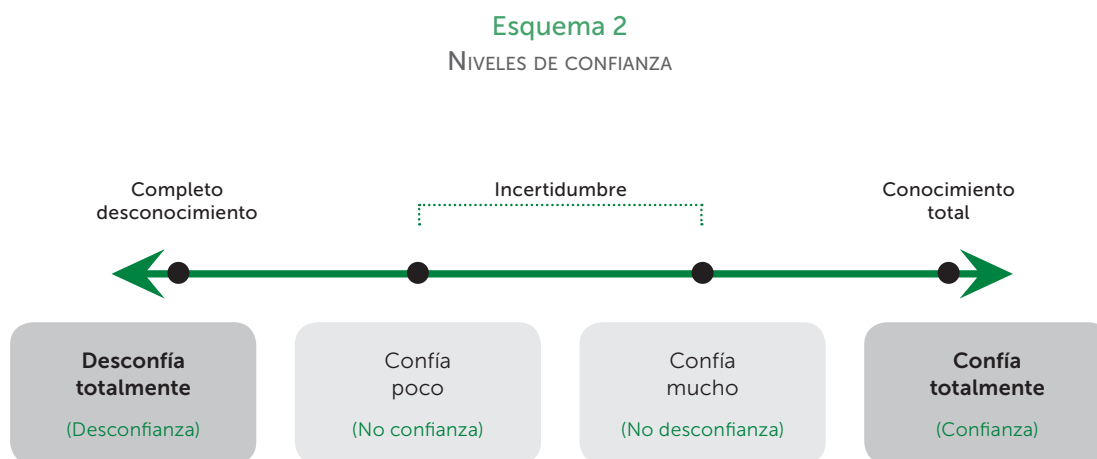 Esquema 2
Niveles de confianza
Completo
desconocimiento
Incertidumbre
Conocimiento
total
Desconfía
totalmente
(Desconfianza)
Confía
poco
(No confianza)
Confía
mucho
(No desconfianza)
Confía
totalmente
(Confianza)